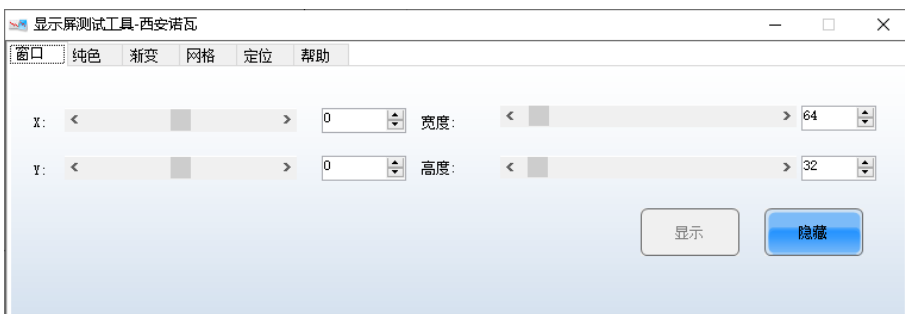 显示屏测试工具-西安诺瓦
窗口 纯色 渐变 网格 定位 帮助
X: 0 宽度: 64
Y: 0 高度: 32
显示 隐藏